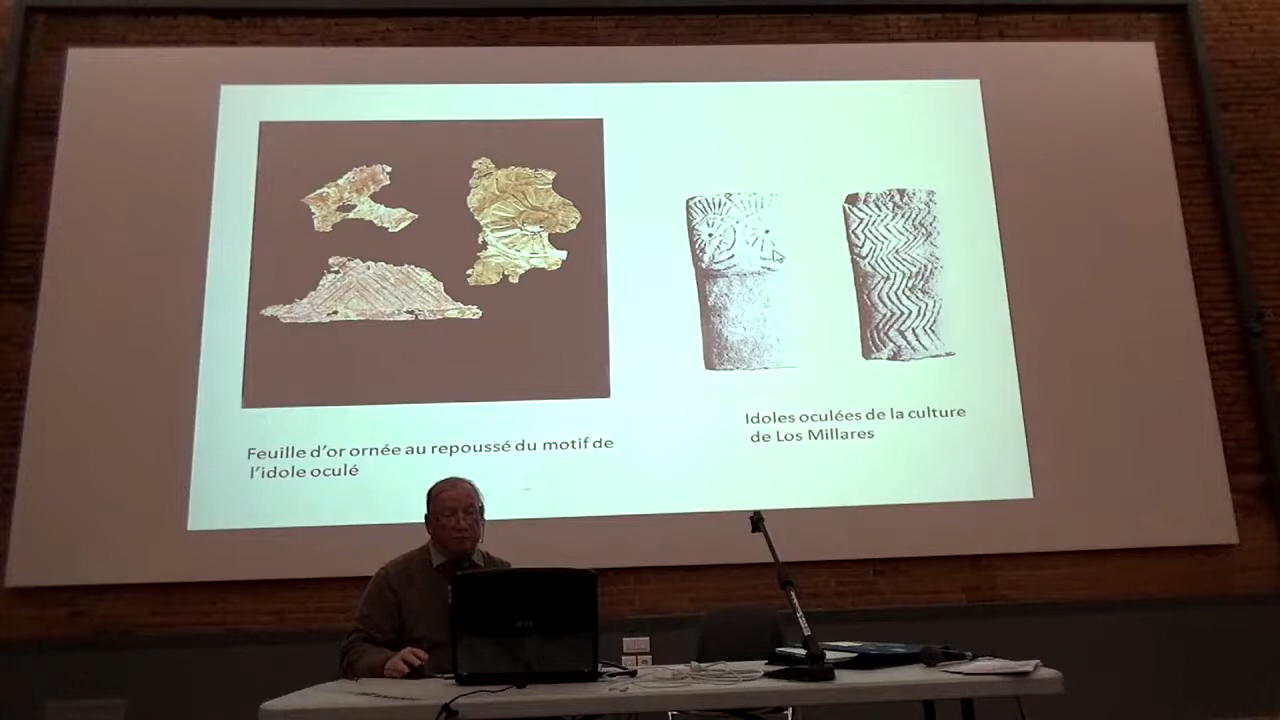 Feuille d'or ornée au repoussé du motif de
l'idole oculé
Idoles oculées de la culture
de Los Millares